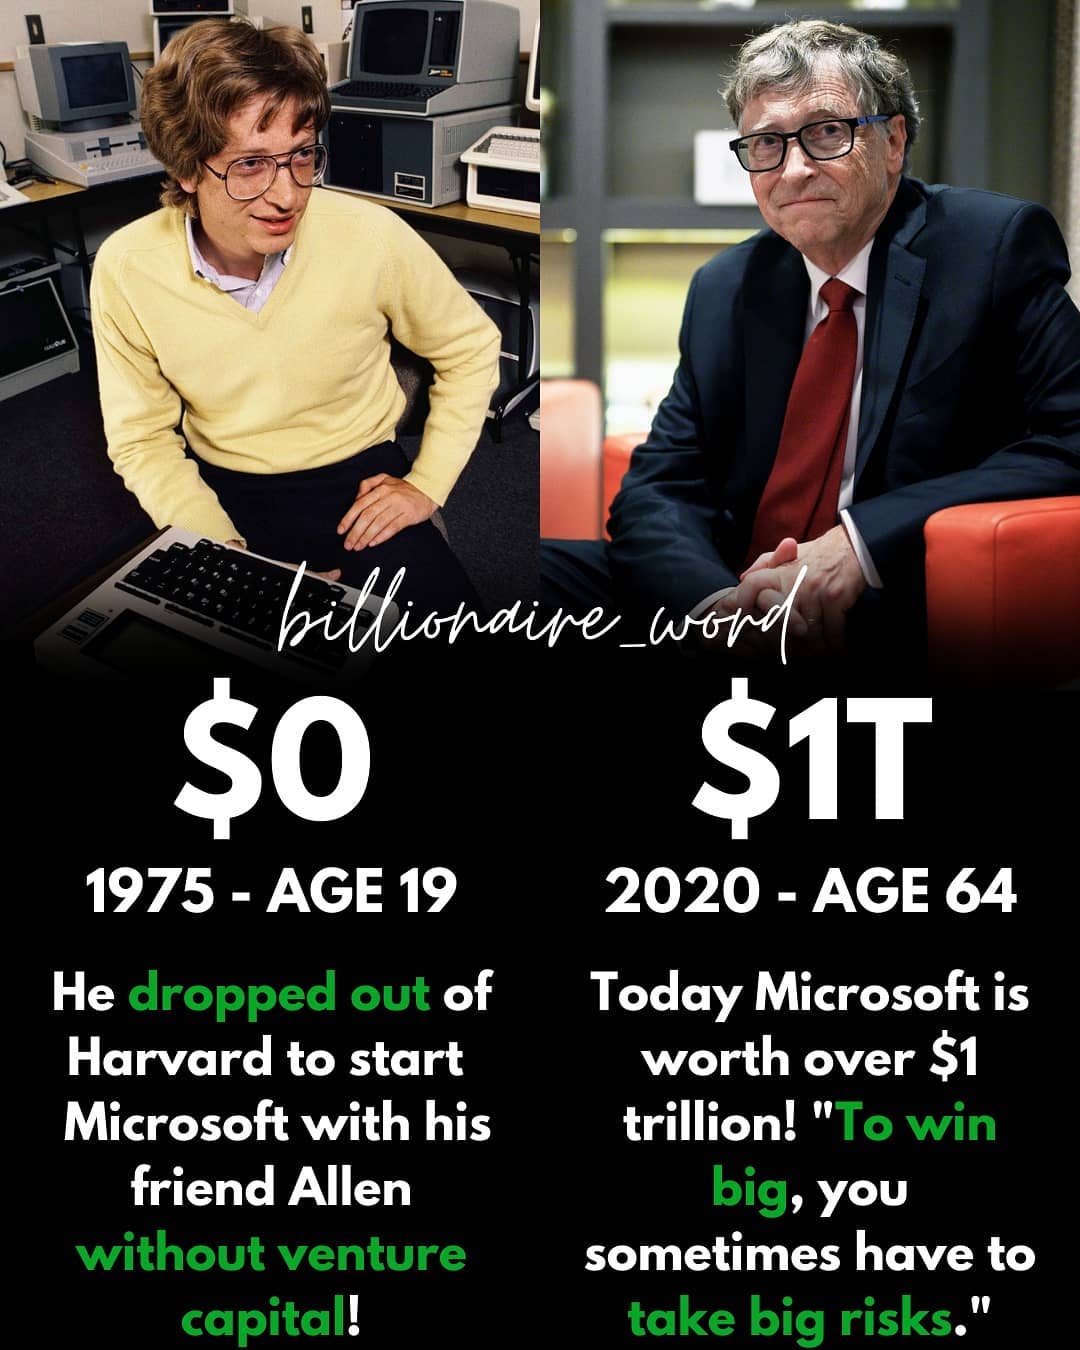 billionaire_word
$0
1975 - AGE 19
He dropped out of
Harvard to start
Microsoft with his
friend Allen
without venture
capital!
$1T
2020 - AGE 64
Today Microsoft is
worth over $1
trillion! "To win
big, you
sometimes have to
take big risks."